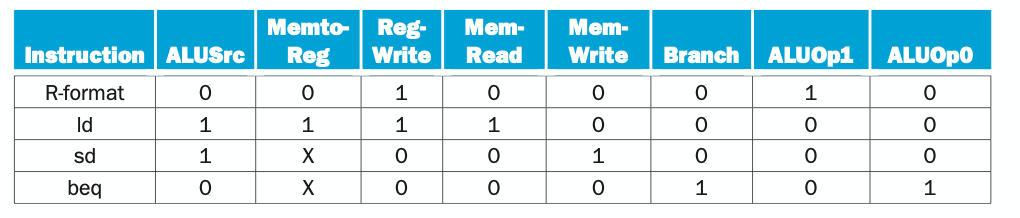 Instruction ALUSrc Memto-Reg Reg-Write Mem-Read Mem-Write Branch ALUOp1 ALUOp0
R-format 0 0 1 0 0 0 1 0
ld 1 1 1 1 0 0 0 0
sd 1 X 0 0 1 0 0 0
beq 0 X 0 0 0 1 0 1